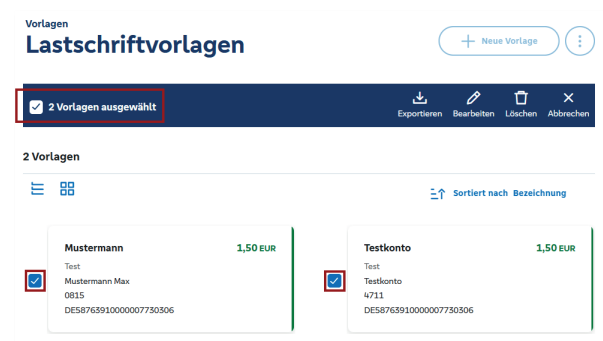 Vorlagen
Lastschriftvorlagen
Neue Vorlage
2 Vorlagen ausgewählt
Exportieren Bearbeiten Löschen Abbrechen
2 Vorlagen
Sortiert nach Bezeichnung
Mustermann 1,50 EUR
Test
Mustermann Max
0815
DE58763910000007730306
Testkonto 1,50 EUR
Test
Testkonto
4711
DE58763910000007730306